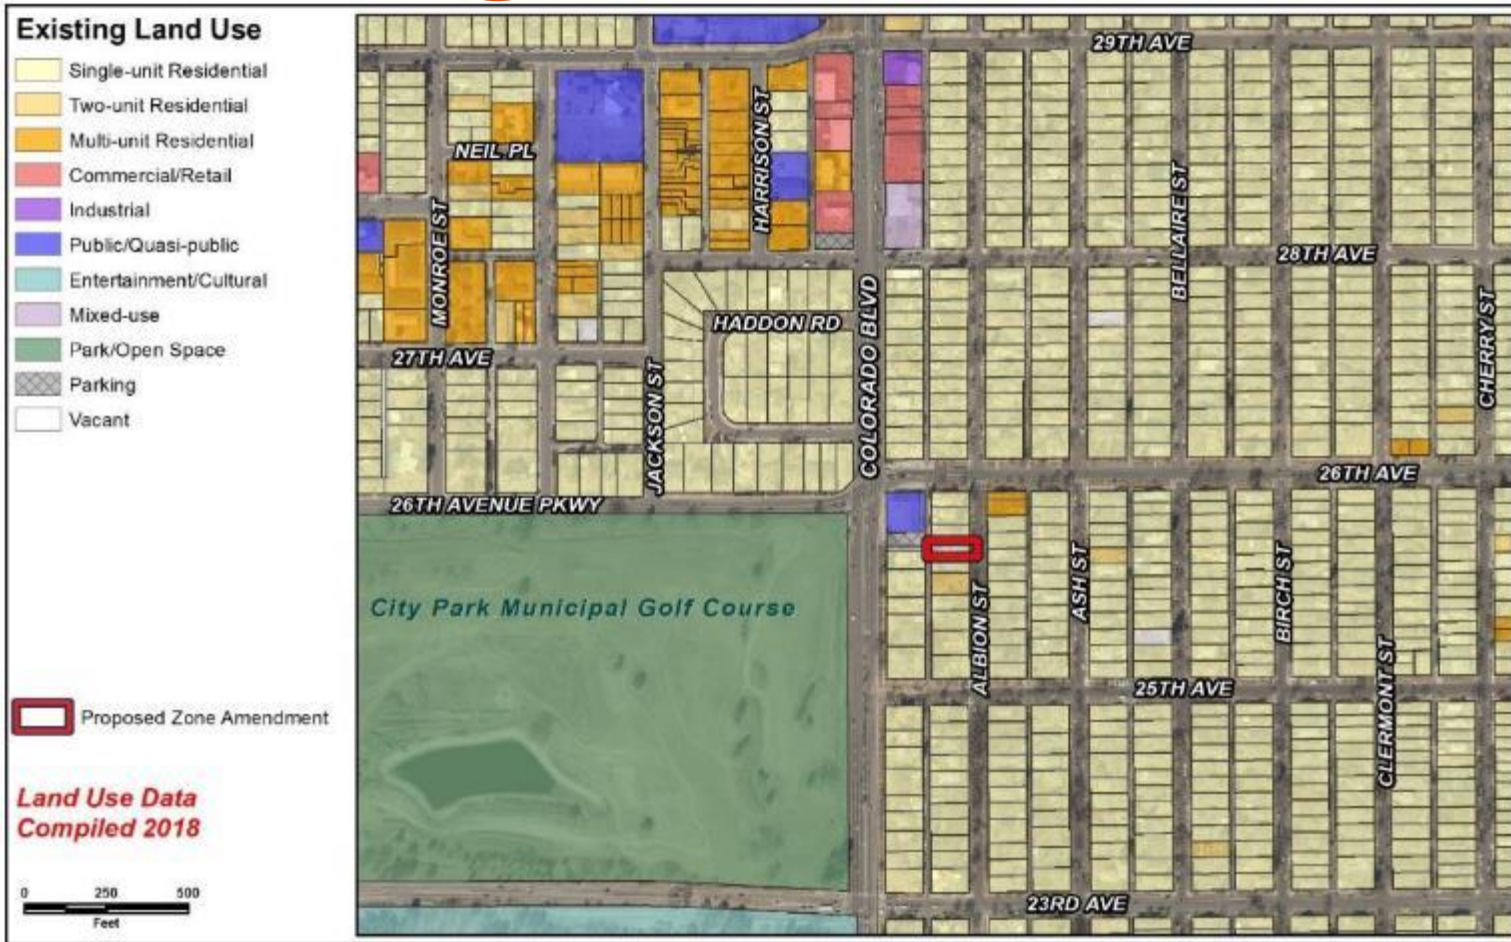 Existing Land Use
Single-unit Residential
Two-unit Residential
Multi-unit Residential
Commercial/Retail
Industrial
Public/Quasi-public
Entertainment/Cultural
Mixed-use
Park/Open Space
Parking
Vacant
Proposed Zone Amendment
Land Use Data
Compiled 2018
0 250 500
Feet
29TH AVE
NEIL PL
HARRISON ST
MONROE ST
BELLAIRE ST
28TH AVE
HADDON RD
COLORADO BLVD
CHERRY ST
27TH AVE
JACKSON ST
26TH AVE
26TH AVENUE PKWY
City Park Municipal Golf Course
ALBION ST
ASH ST
BIRCH ST
CLERMONT ST
25TH AVE
23RD AVE